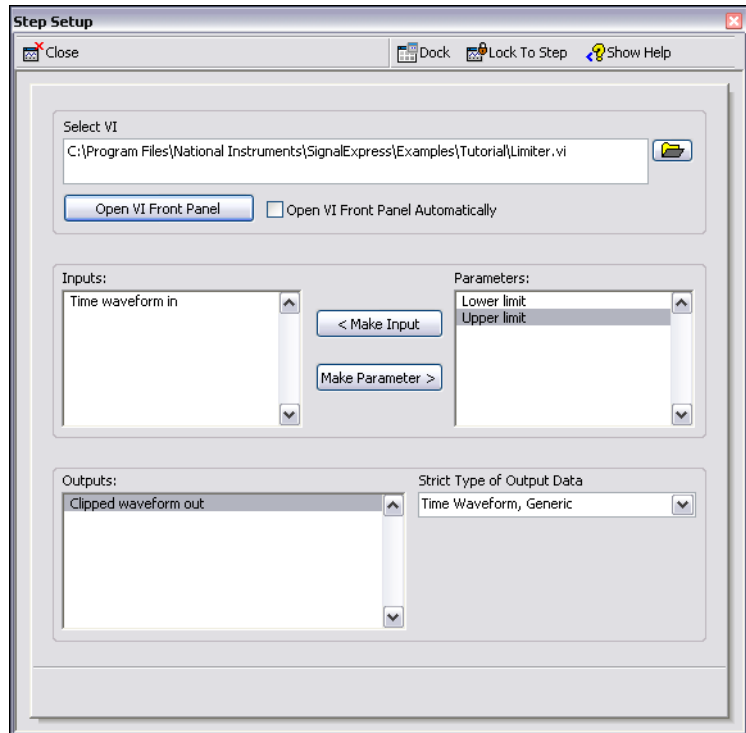 Step Setup
Close
Dock
Lock To Step
Show Help
Select VI
C:\Program Files\National Instruments\SignalExpress\Examples\Tutorial\Limiter.vi
Open VI Front Panel
Open VI Front Panel Automatically
Inputs:
Time waveform in
< Make Input
Make Parameter >
Parameters:
Lower limit
Upper limit
Outputs:
Clipped waveform out
Strict Type of Output Data
Time Waveform, Generic